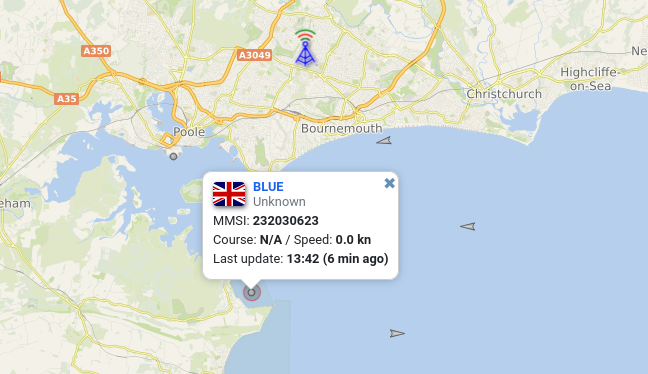 A350
A3049
A35
Highcliffe-
on-Sea
Ne
Christchurch
Poole
Bournemouth
eham
BLUE
Unknown
MMSI: 232030623
Course: N/A / Speed: 0.0 kn
Last update: 13:42 (6 min ago)